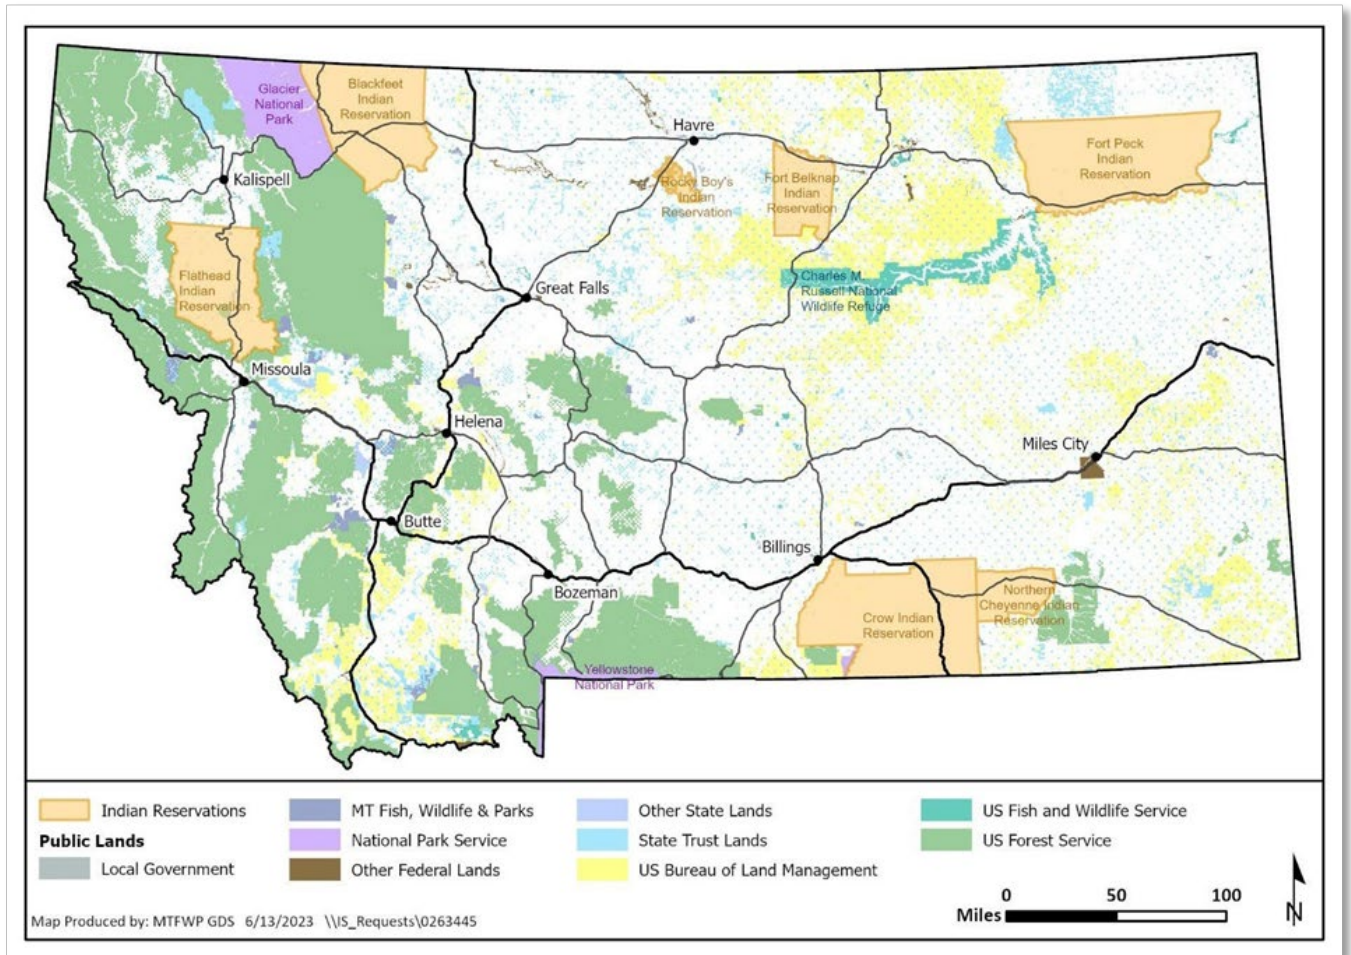 Glacier
National
Park
Blackfeet
Indian
Reservation
Havre
Fort Peck
Indian
Reservation
Kalispell
Rocky Boy's
Indian
Reservation
Fort Belknap
Indian
Reservation
Flathead
Indian
Reservation
Great Falls
Charles M.
Russell National
Wildlife Refuge
Missoula
Helena
Miles City
Butte
Billings
Bozeman
Northern
Cheyenne Indian
Reservation
Crow Indian
Reservation
Yellowstone
National Park
Indian Reservations
Public Lands
Local Government
MT Fish, Wildlife & Parks
National Park Service
Other Federal Lands
Other State Lands
State Trust Lands
US Bureau of Land Management
US Fish and Wildlife Service
US Forest Service
0 50 100
Miles
N
Map Produced by: MTFWP GDS 6/13/2023 \\IS_Requests\0263445